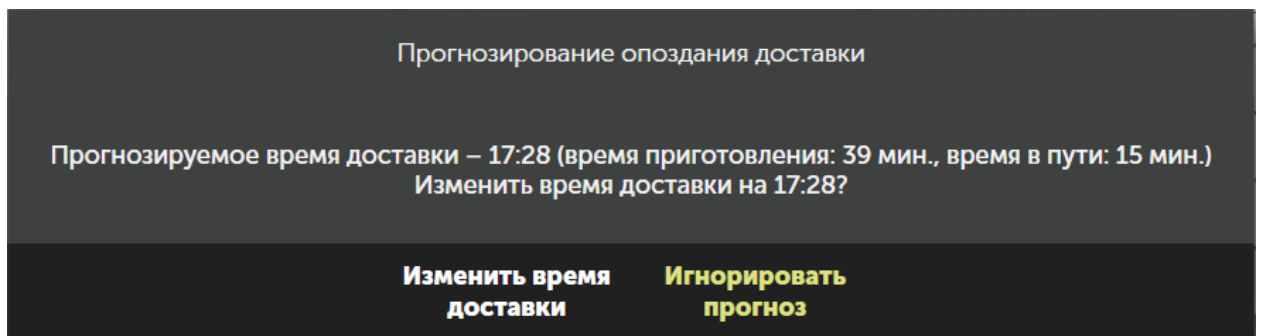 Прогнозирование опоздания доставки
Прогнозируемое время доставки – 17:28 (время приготовления: 39 мин., время в пути: 15 мин.)
Изменить время доставки на 17:28?
Изменить время
доставки
Игнорировать
прогноз